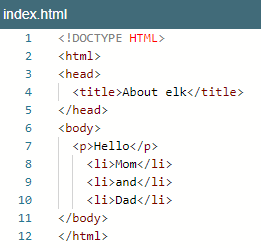 index.html
1 <!DOCTYPE HTML>
2 <html>
3 <head>
4 <title>About elk</title>
5 </head>
6 <body>
7 <p>Hello</p>
8 <li>Mom</li>
9 <li>and</li>
10 <li>Dad</li>
11 </body>
12 </html>